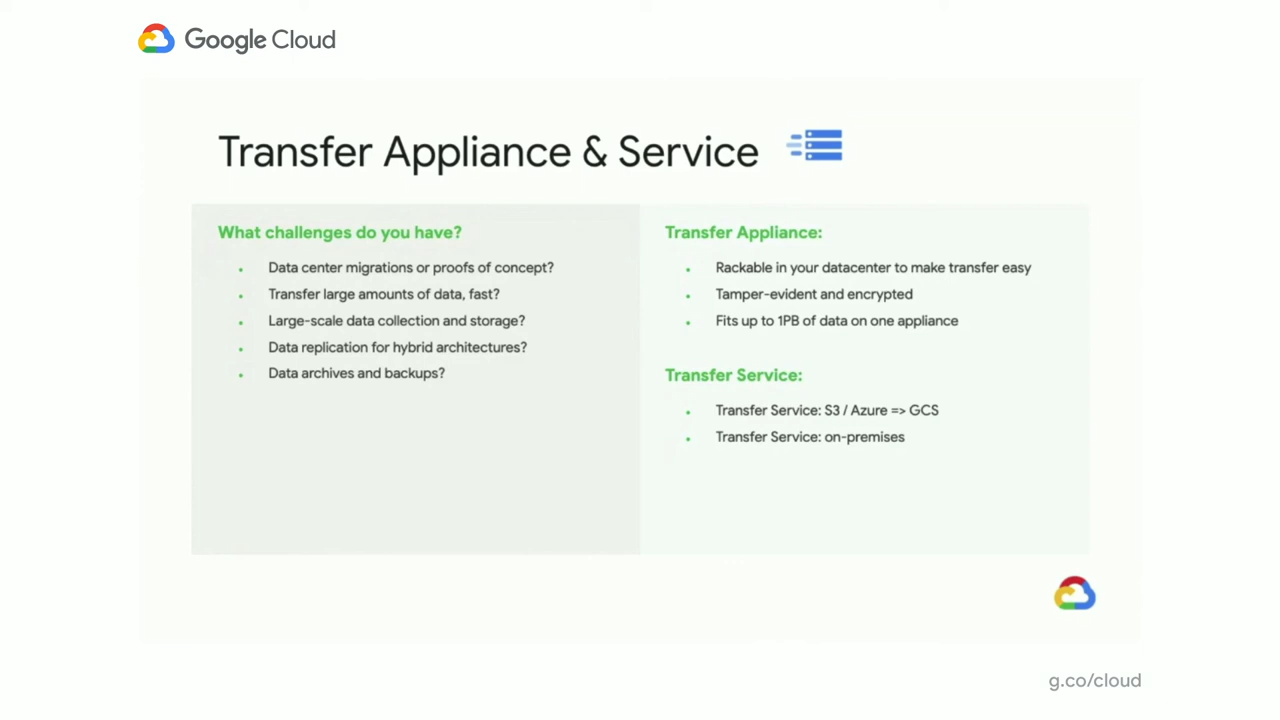 Google Cloud
Transfer Appliance & Service
What challenges do you have?
• Data center migrations or proofs of concept?
• Transfer large amounts of data, fast?
• Large-scale data collection and storage?
• Data replication for hybrid architectures?
• Data archives and backups?
Transfer Appliance:
• Rackable in your datacenter to make transfer easy
• Tamper-evident and encrypted
• Fits up to 1PB of data on one appliance
Transfer Service:
• Transfer Service: S3 / Azure => GCS
• Transfer Service: on-premises
g.co/cloud